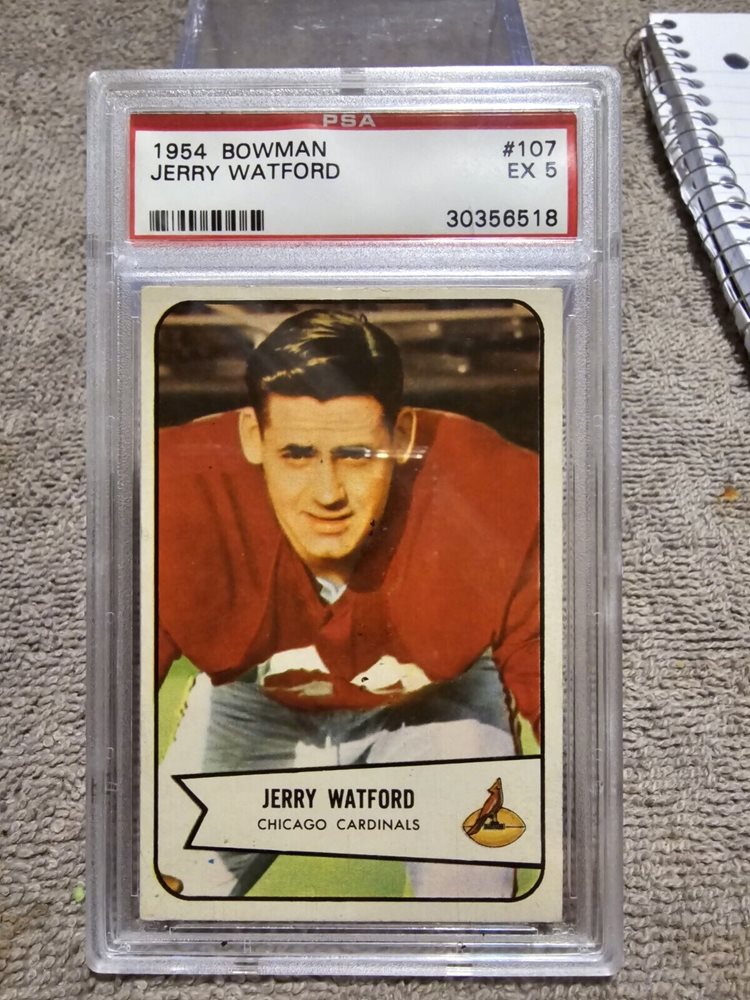 PSA
1954 BOWMAN #107
JERRY WATFORD EX 5
30356518
JERRY WATFORD
CHICAGO CARDINALS